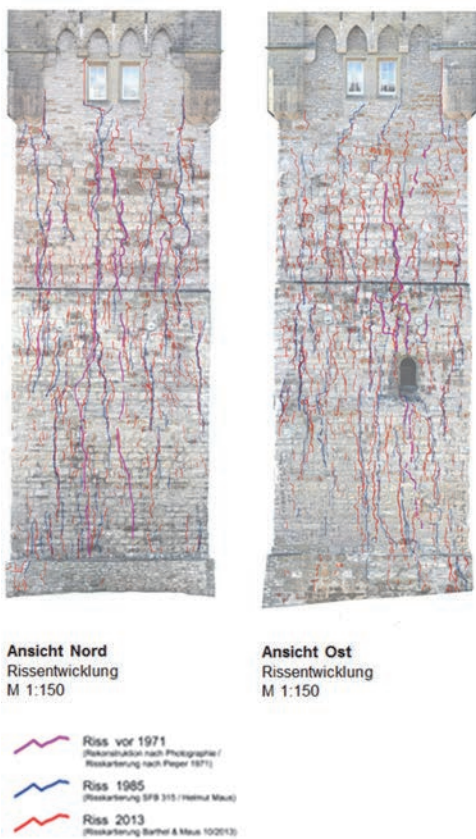 Ansicht Nord
Rissentwicklung
M 1:150
Ansicht Ost
Rissentwicklung
M 1:150
Riss vor 1971
(Rekonstruktion nach Photographie /
Risskartierung nach Pieper 1971)
Riss 1985
(Risskartierung SFB 315 / Helmut Maus)
Riss 2013
(Risskartierung Barthel & Maus 10/2013)